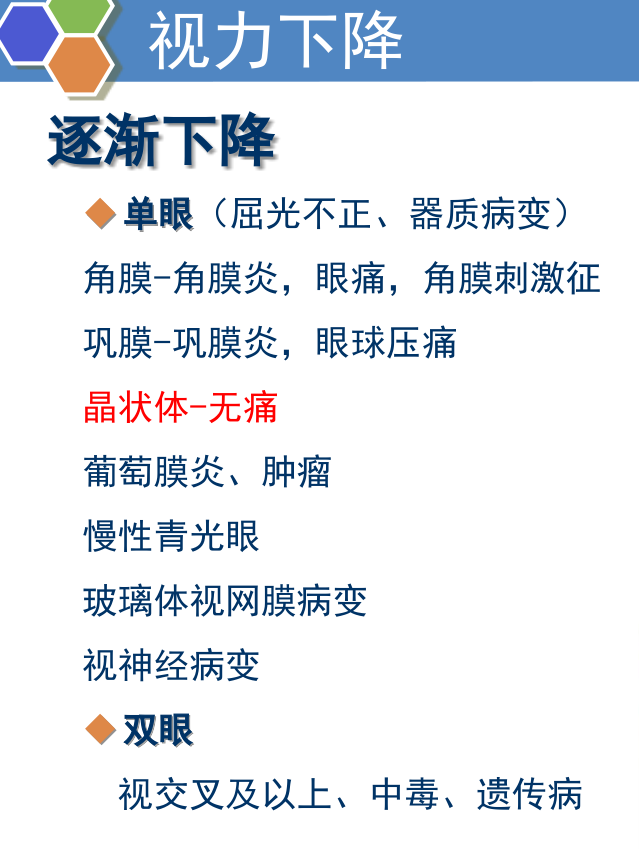 视力下降
逐渐下降
单眼（屈光不正、器质病变）
角膜-角膜炎，眼痛，角膜刺激征
巩膜-巩膜炎，眼球压痛
晶状体-无痛
葡萄膜炎、肿瘤
慢性青光眼
玻璃体视网膜病变
视神经病变
双眼
视交叉及以上、中毒、遗传病